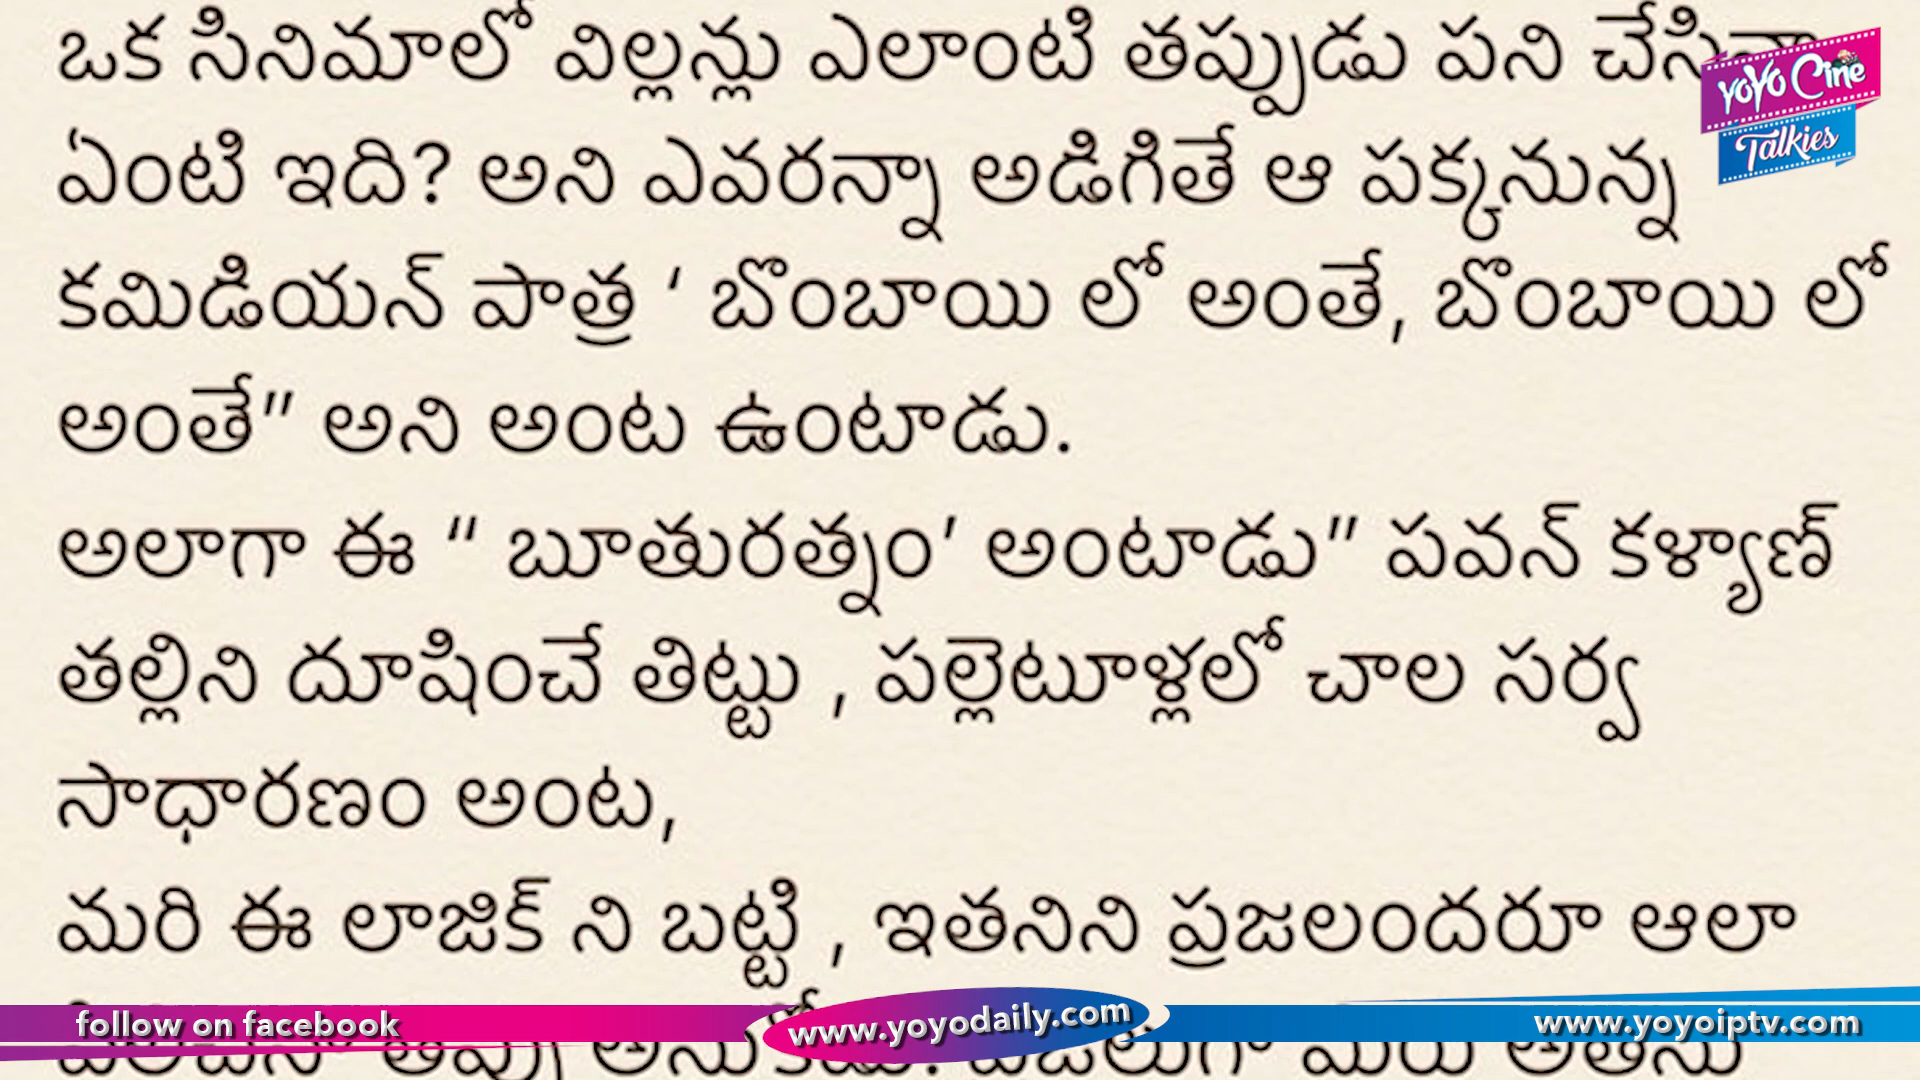 ఒక సినిమాలో విల్లన్లు ఎలాంటి తప్పుడు పని చేసినా
YOYO Cine
Talkies
ఏంటి ఇది? అని ఎవరన్నా అడిగితే ఆ పక్కనున్న
కమిడియన్ పాత్ర ‘ బొంబాయి లో అంతే, బొంబాయి లో
అంతే” అని అంట ఉంటాడు.
అలాగా ఈ “ బూతురత్నం’ అంటాడు” పవన్ కళ్యాణ్
తల్లిని దూషించే తిట్టు , పల్లెటూళ్లలో చాల సర్వ
సాధారణం అంట,
మరి ఈ లాజిక్ ని బట్టి , ఇతనిని ప్రజలందరూ ఆలా
follow on facebook
www.yoyodaily.com
www.yoyoiptv.com